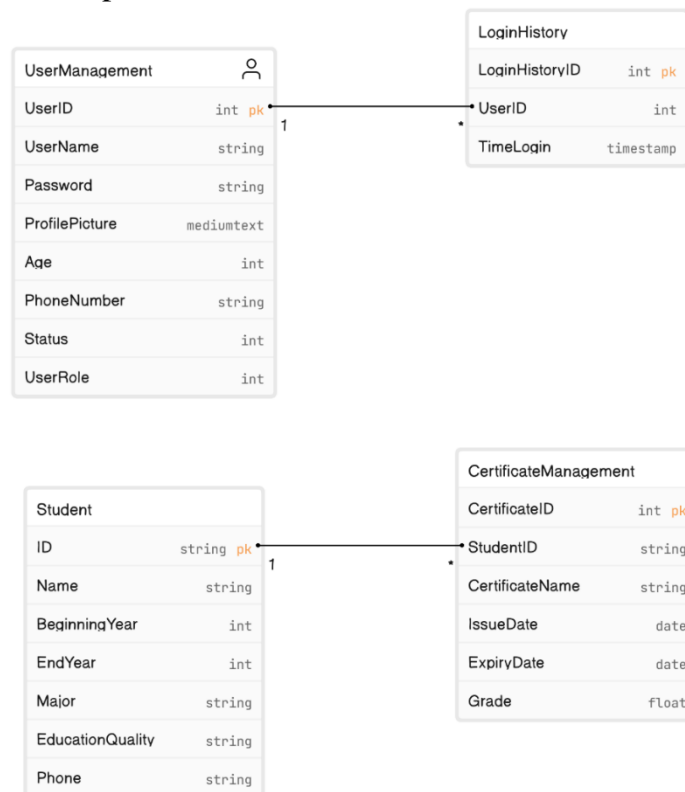 UserManagement
UserID int pk
UserName string
Password string
ProfilePicture mediumtext
Age int
PhoneNumber string
Status int
UserRole int
1
*
LoginHistory
LoginHistoryID int pk
UserID int
TimeLogin timestamp
Student
ID string pk
Name string
BeginningYear int
EndYear int
Major string
EducationQuality string
Phone string
1
*
CertificateManagement
CertificateID int pk
StudentID string
CertificateName string
IssueDate date
ExpiryDate date
Grade float